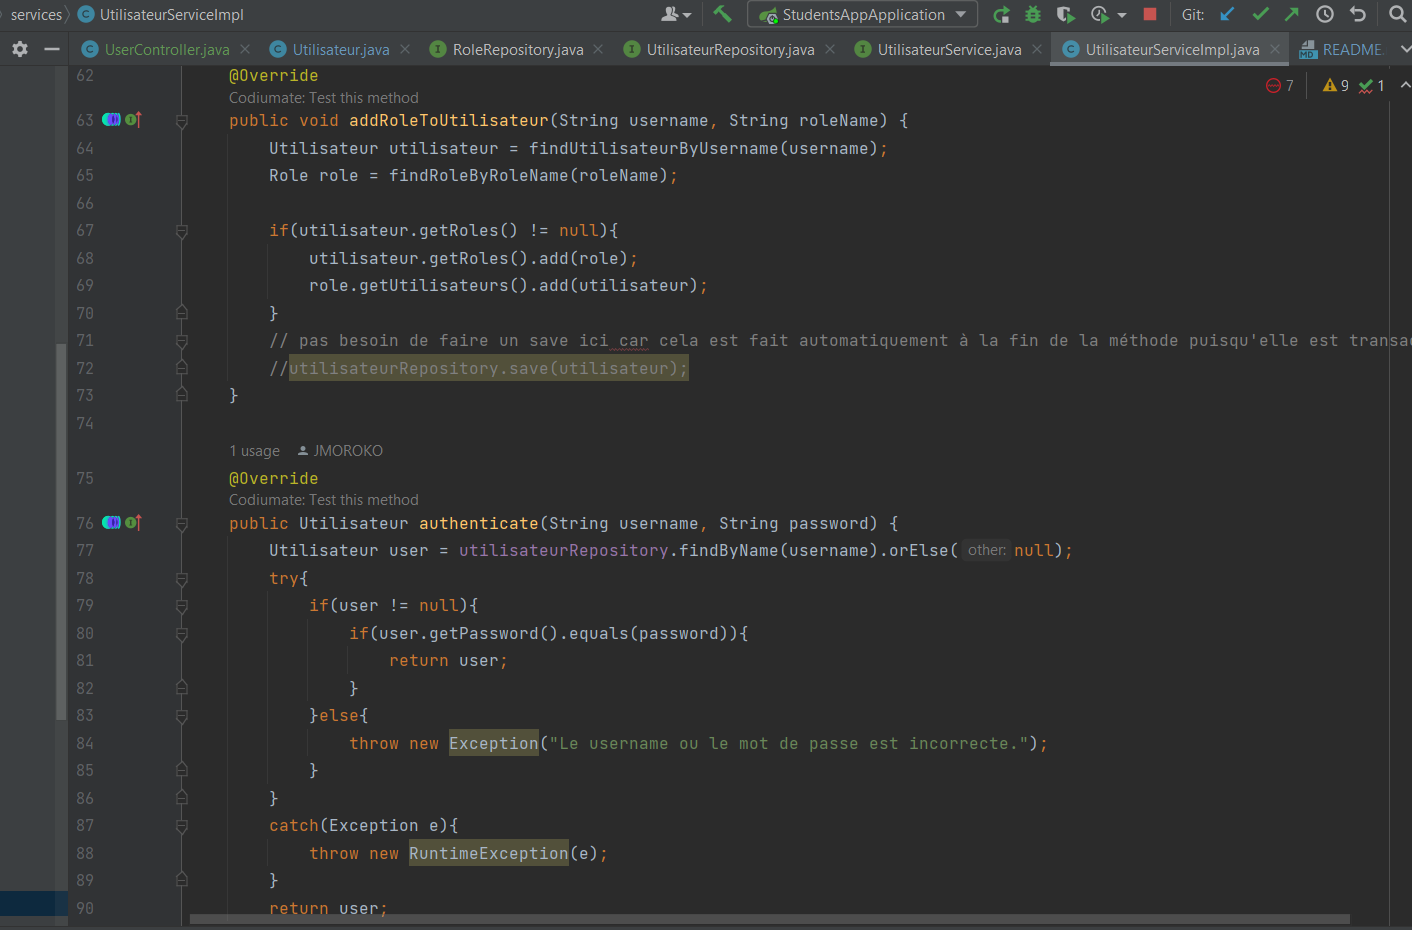 services UtilisateurServiceImpl StudentsAppApplication Git:
UserController.java Utilisateur.java RoleRepository.java UtilisateurRepository.java UtilisateurService.java UtilisateurServiceImpl.java README
7 9 1
62 @Override
Codiumate: Test this method
63 public void addRoleToUtilisateur(String username, String roleName) {
64 Utilisateur utilisateur = findUtilisateurByUsername(username);
65 Role role = findRoleByRoleName(roleName);
66
67 if(utilisateur.getRoles() != null){
68 utilisateur.getRoles().add(role);
69 role.getUtilisateurs().add(utilisateur);
70 }
71 // pas besoin de faire un save ici car cela est fait automatiquement à la fin de la méthode puisqu'elle est transa
72 //utilisateurRepository.save(utilisateur);
73 }
74
1 usage JMOROKO
75 @Override
Codiumate: Test this method
76 public Utilisateur authenticate(String username, String password) {
77 Utilisateur user = utilisateurRepository.findByName(username).orElse( other: null);
78 try{
79 if(user != null){
80 if(user.getPassword().equals(password)){
81 return user;
82 }
83 }else{
84 throw new Exception("Le username ou le mot de passe est incorrecte.");
85 }
86 }
87 catch(Exception e){
88 throw new RuntimeException(e);
89 }
90 return user;